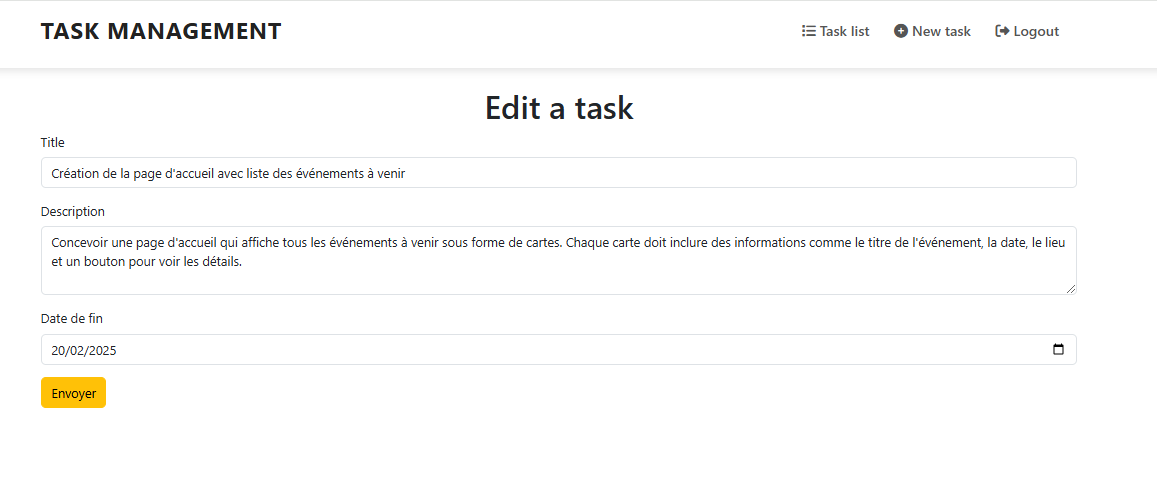 TASK MANAGEMENT
Task list
New task
Logout
Edit a task
Title
Création de la page d'accueil avec liste des événements à venir
Description
Concevoir une page d'accueil qui affiche tous les événements à venir sous forme de cartes. Chaque carte doit inclure des informations comme le titre de l'événement, la date, le lieu
et un bouton pour voir les détails.
Date de fin
20/02/2025
Envoyer